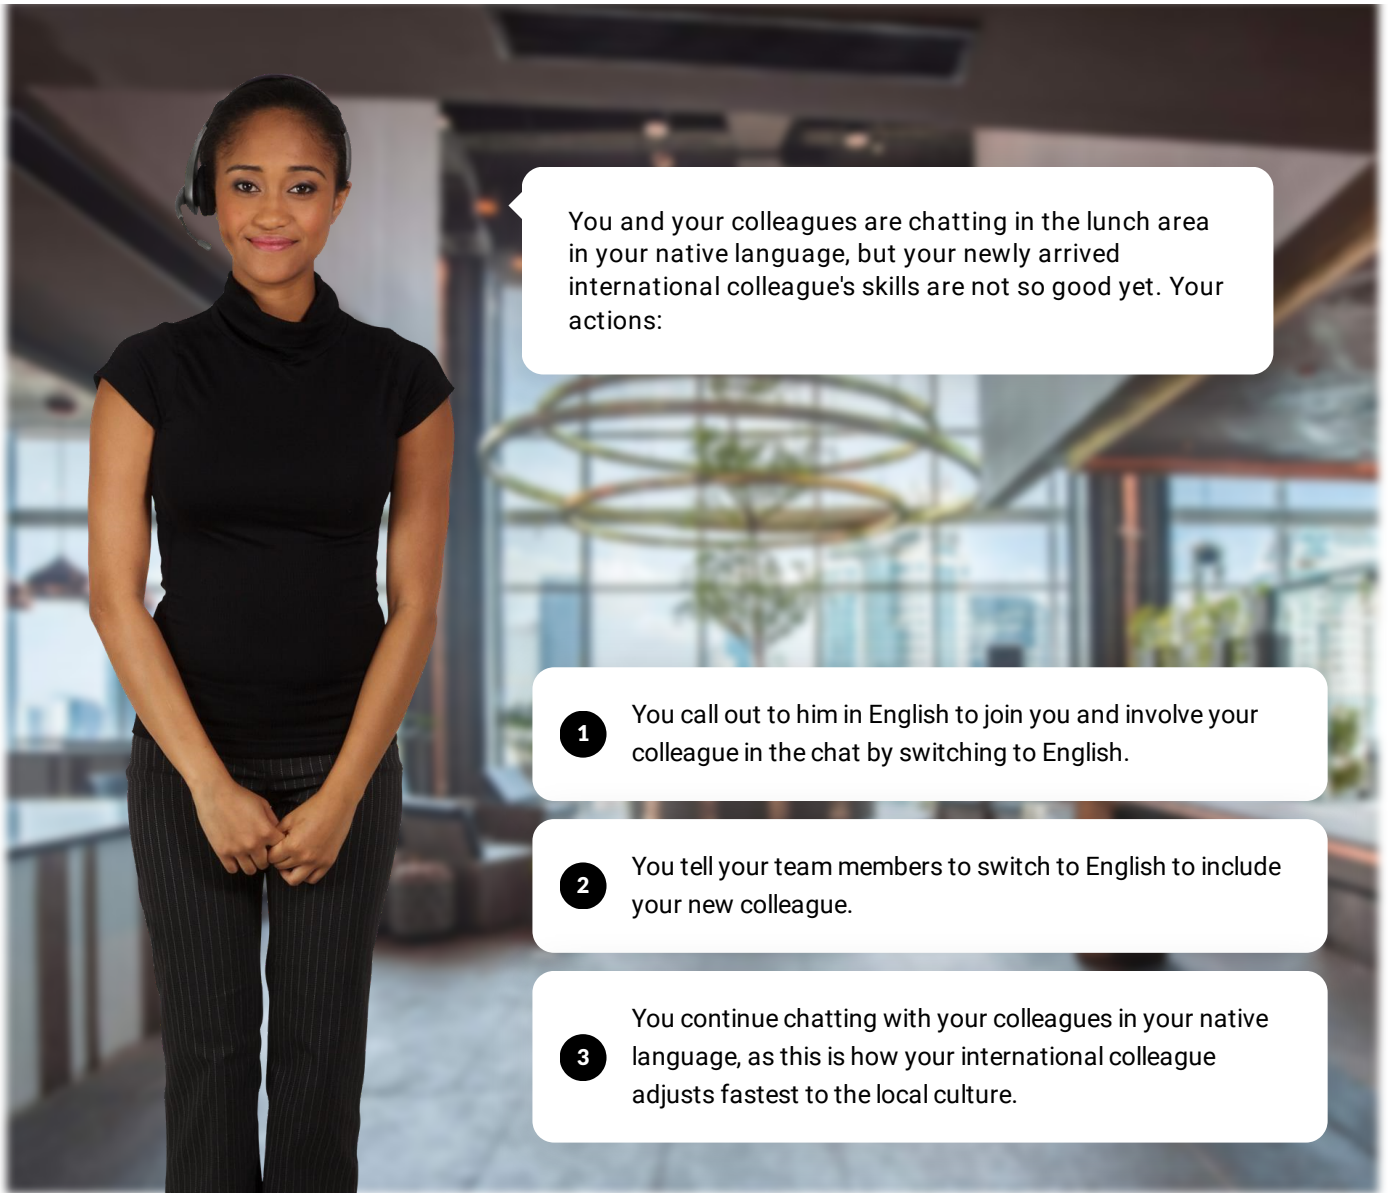 You and your colleagues are chatting in the lunch area
in your native language, but your newly arrived
international colleague's skills are not so good yet. Your
actions:
1
You call out to him in English to join you and involve your
colleague in the chat by switching to English.
2
You tell your team members to switch to English to include
your new colleague.
3
You continue chatting with your colleagues in your native
language, as this is how your international colleague
adjusts fastest to the local culture.